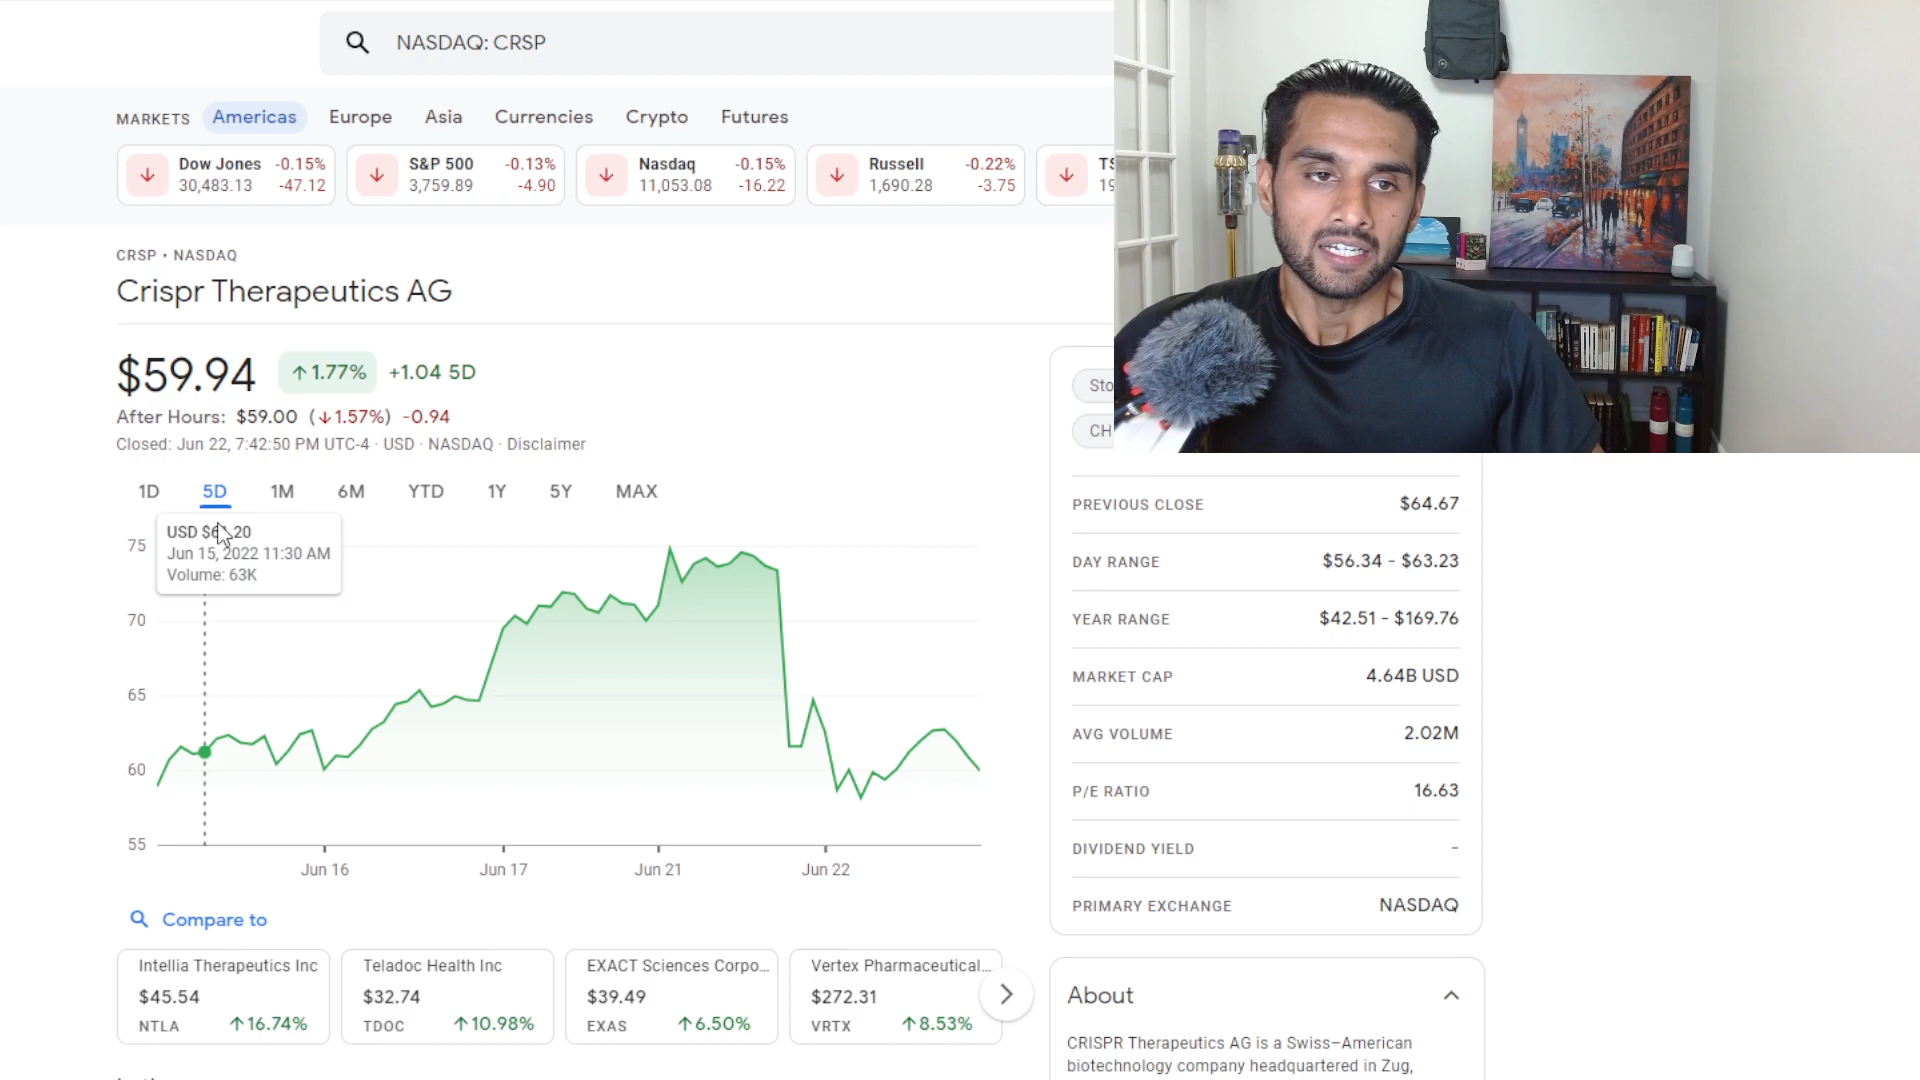 NASDAQ: CRSP
MARKETS Americas Europe Asia Currencies Crypto Futures
Dow Jones -0.15%
30,483.13 -47.12
S&P 500 -0.13%
3,759.89 -4.90
Nasdaq -0.15%
11,053.08 -16.22
Russell -0.22%
1,690.28 -3.75
CRSP • NASDAQ
Crispr Therapeutics AG
$59.94 ↑1.77% +1.04 5D
After Hours: $59.00 (↓1.57%) -0.94
Closed: Jun 22, 7:42:50 PM UTC-4 · USD · NASDAQ · Disclaimer
1D 5D 1M 6M YTD 1Y 5Y MAX
USD
Jun 15, 2022 11:30 AM
Volume: 63K
75
70
65
60
55
Jun 16 Jun 17 Jun 21 Jun 22
Compare to
Intellia Therapeutics Inc
$45.54
NTLA ↑16.74%
Teladoc Health Inc
$32.74
TDOC ↑10.98%
EXACT Sciences Corpo...
$39.49
EXAS ↑6.50%
Vertex Pharmaceutical...
$272.31
VRTX ↑8.53%
PREVIOUS CLOSE $64.67
DAY RANGE $56.34 - $63.23
YEAR RANGE $42.51 - $169.76
MARKET CAP 4.64B USD
AVG VOLUME 2.02M
P/E RATIO 16.63
DIVIDEND YIELD -
PRIMARY EXCHANGE NASDAQ
About
CRISPR Therapeutics AG is a Swiss–American
biotechnology company headquartered in Zug,